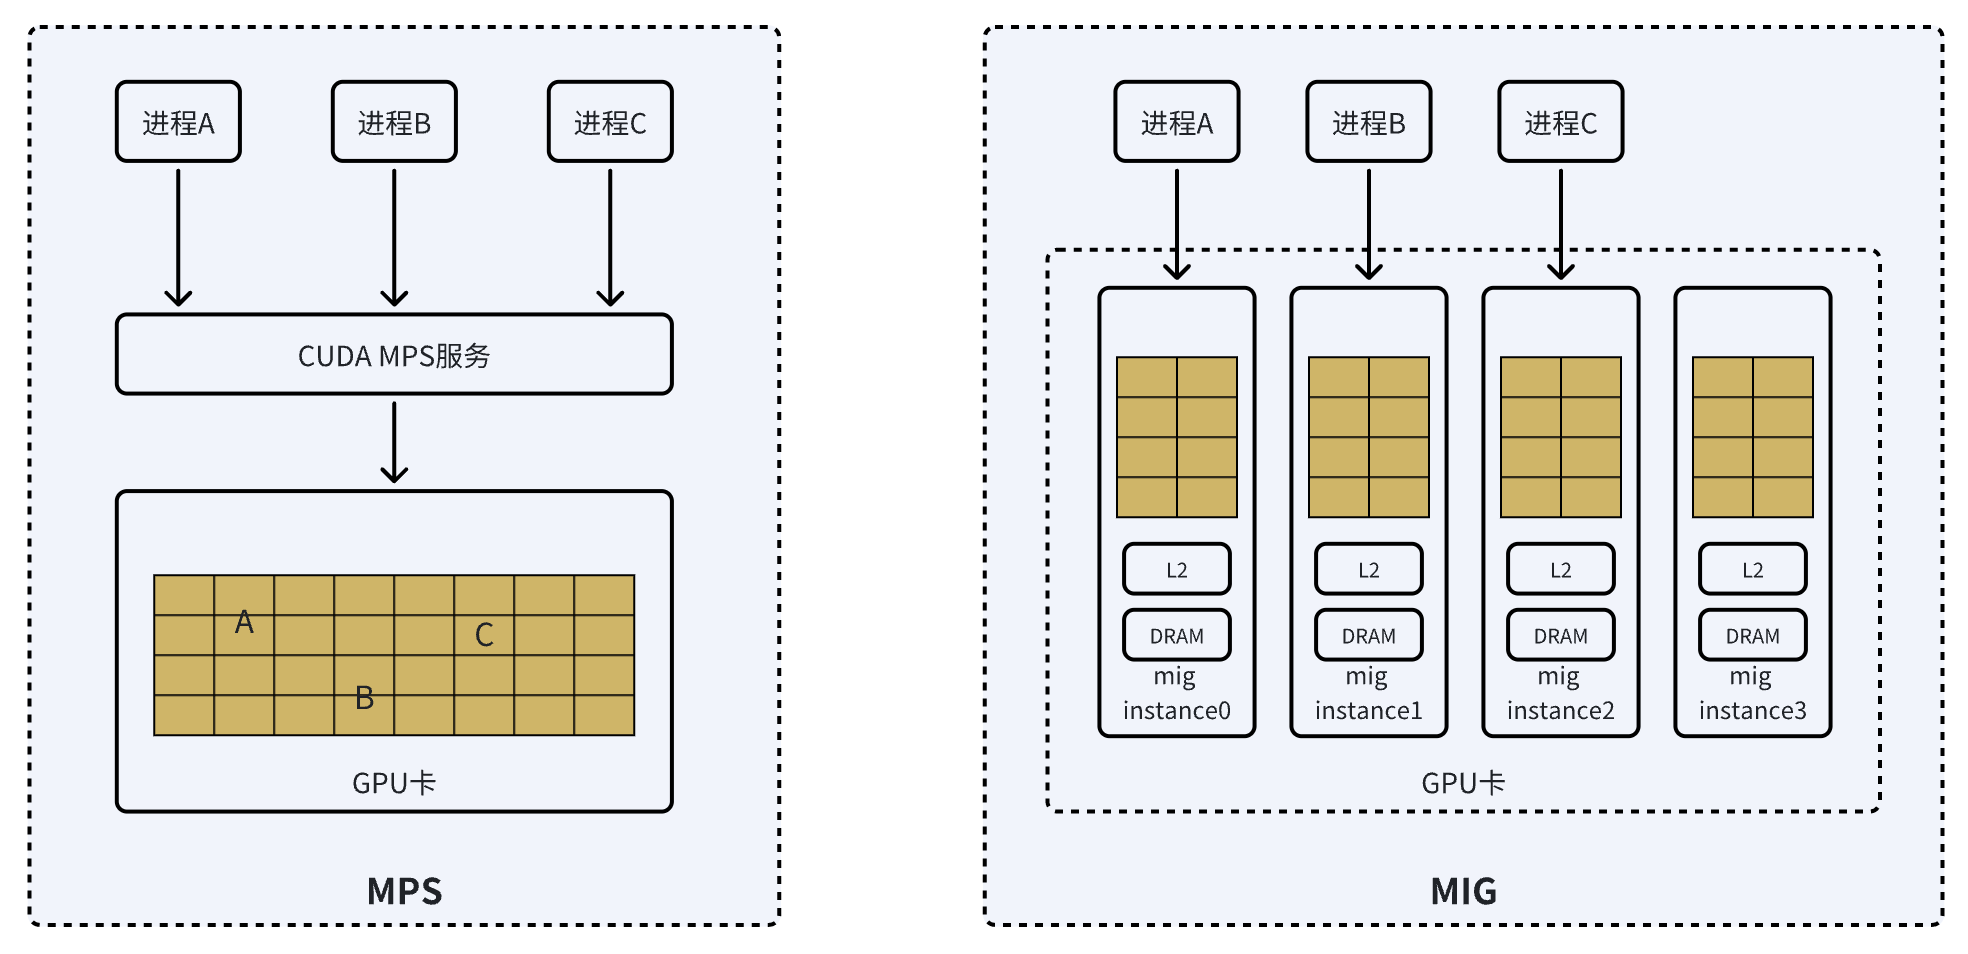 进程A
进程B
进程C
CUDA MPS服务
A
C
B
GPU卡
MPS
进程A
进程B
进程C
L2
DRAM
mig
instance0
L2
DRAM
mig
instance1
L2
DRAM
mig
instance2
L2
DRAM
mig
instance3
GPU卡
MIG